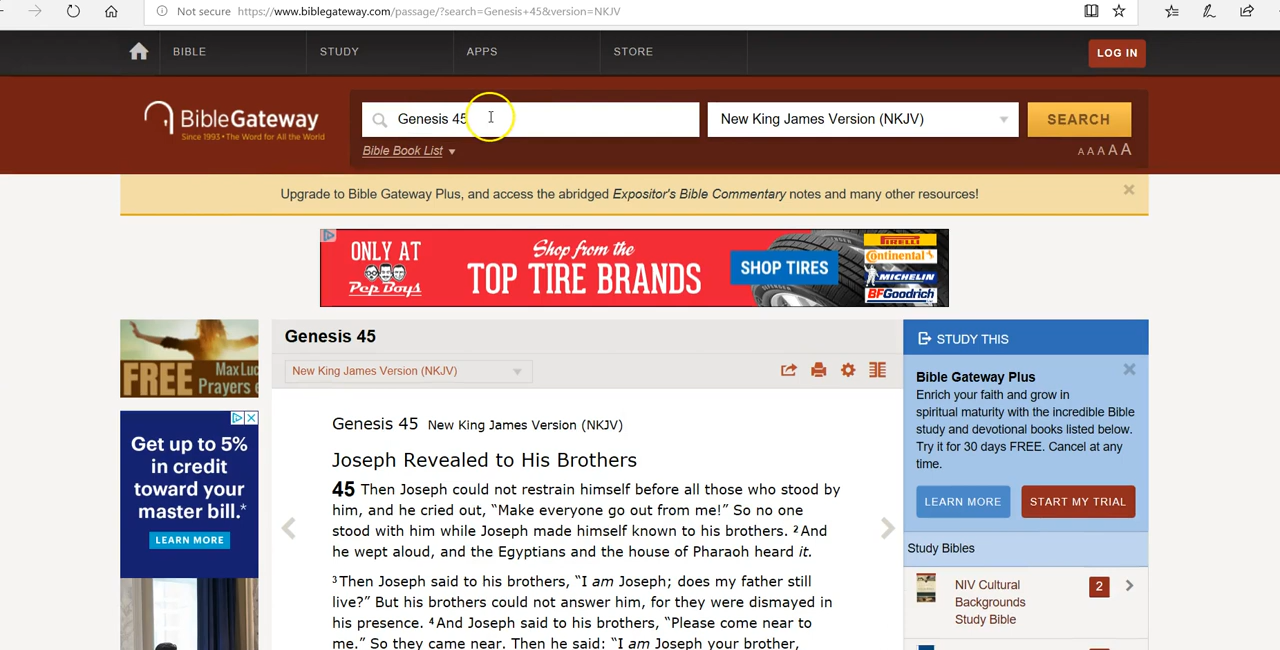 Not secure https://www.biblegateway.com/passage/?search=Genesis+45&version=NKJV
BIBLE STUDY APPS STORE LOG IN
BibleGateway
Since 1993 • The Word for All the World
Genesis 45
New King James Version (NKJV)
SEARCH
Bible Book List
A A A A A
Upgrade to Bible Gateway Plus, and access the abridged Expositor's Bible Commentary notes and many other resources!
ONLY AT
Pep Boys
Shop from the
TOP TIRE BRANDS
SHOP TIRES
PIRELLI
Continental
MICHELIN
BFGoodrich
FREE MaxLuc
Prayers e
Get up to 5%
in credit
toward your
master bill.*
LEARN MORE
Genesis 45
New King James Version (NKJV)
Genesis 45 New King James Version (NKJV)
Joseph Revealed to His Brothers
45 Then Joseph could not restrain himself before all those who stood by
him, and he cried out, “Make everyone go out from me!” So no one
stood with him while Joseph made himself known to his brothers. 2 And
he wept aloud, and the Egyptians and the house of Pharaoh heard it.
3 Then Joseph said to his brothers, “I am Joseph; does my father still
live?” But his brothers could not answer him, for they were dismayed in
his presence. 4 And Joseph said to his brothers, “Please come near to
me.” So they came near. Then he said: “I am Joseph your brother,
STUDY THIS
Bible Gateway Plus
Enrich your faith and grow in
spiritual maturity with the incredible Bible
study and devotional books listed below.
Try it for 30 days FREE. Cancel at any
time.
LEARN MORE START MY TRIAL
Study Bibles
NIV Cultural
Backgrounds
Study Bible
2